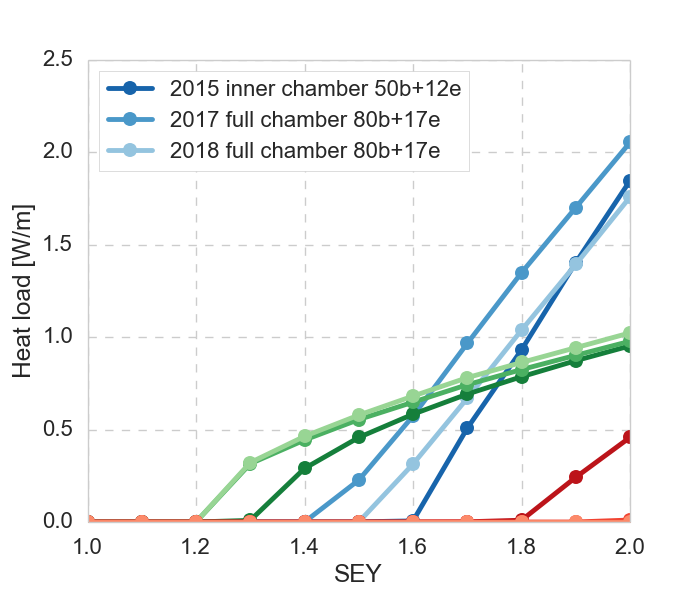 2015 inner chamber 50b+12e
2017 full chamber 80b+17e
2018 full chamber 80b+17e
Heat load [W/m]
2.5
2.0
1.5
1.0
0.5
0.0
1.0 1.2 1.4 1.6 1.8 2.0
SEY